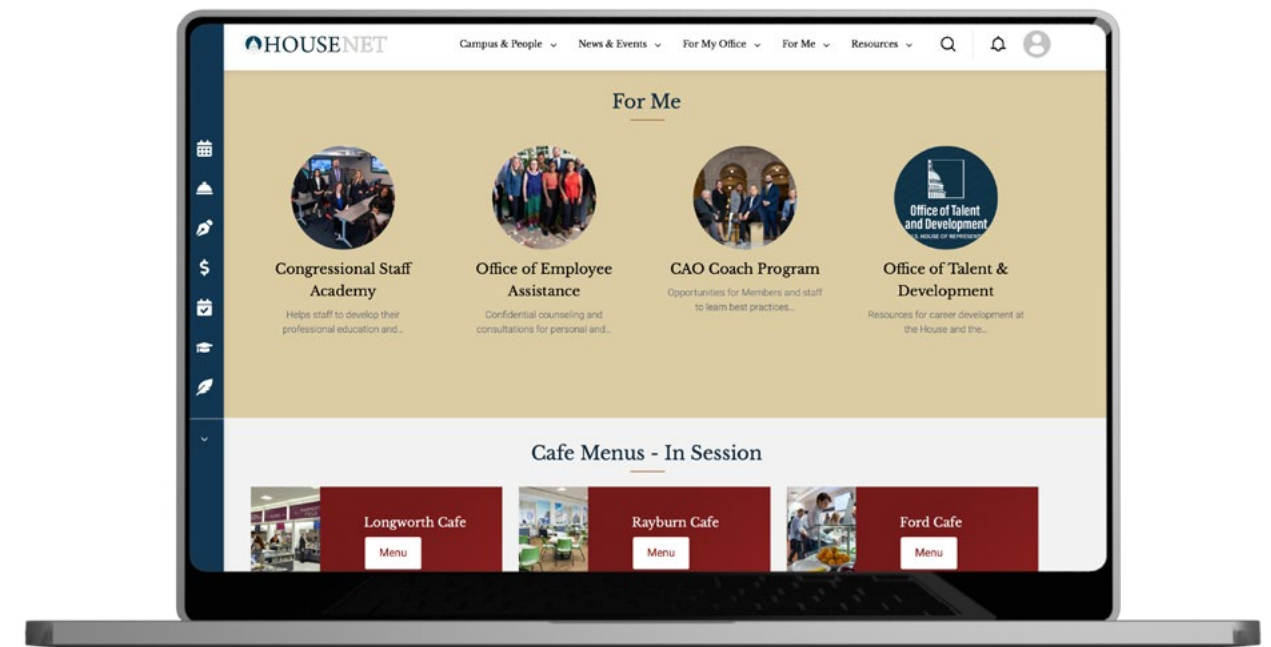 HOUSENET
Campus & People
News & Events
For My Office
For Me
Resources
For Me
Congressional Staff
Academy
Helps staff to develop their
professional education and...
Office of Employee
Assistance
Confidential counseling and
consultations for personal and...
CAO Coach Program
Opportunities for Members and staff
to learn best practices...
Office of Talent
and Development
U.S. HOUSE OF REPRESENT
Office of Talent &
Development
Resources for career development at
the House and the...
Cafe Menus - In Session
Longworth Cafe
Menu
Rayburn Cafe
Menu
Ford Cafe
Menu